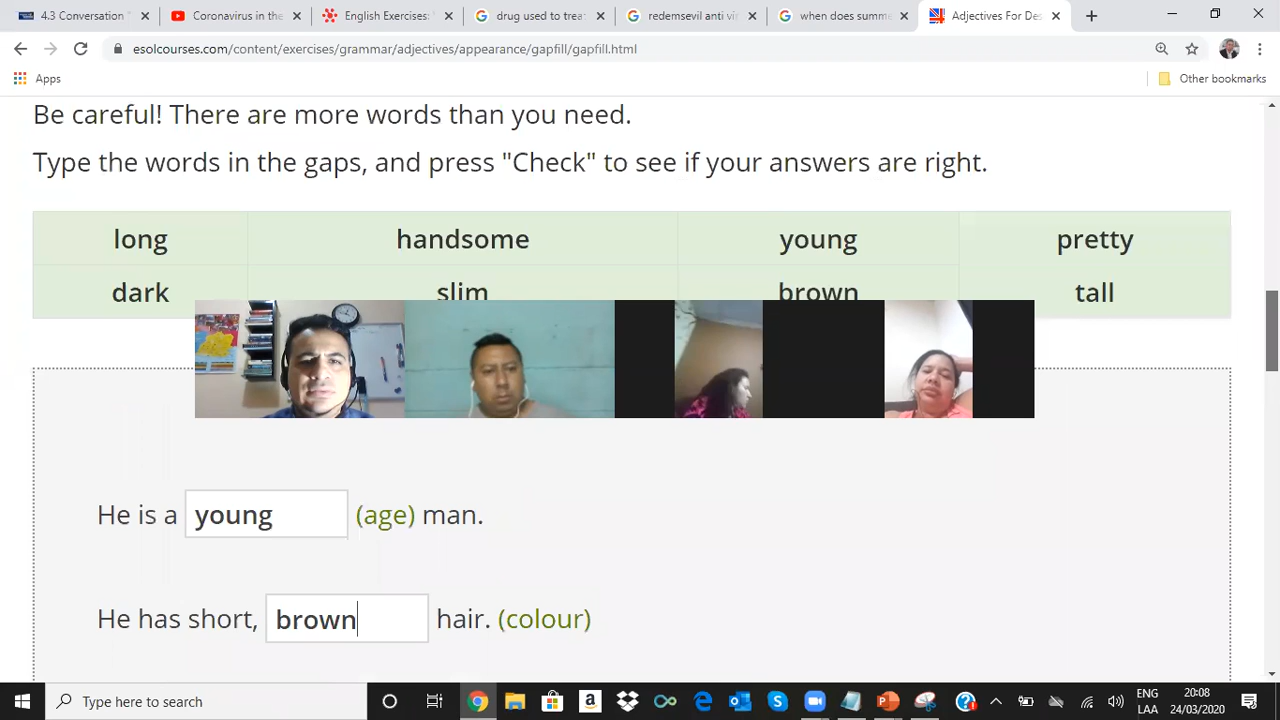 4.3 Conversation
Coronavirus in the
English Exercises:
drug used to trea
redemsevil anti vir
when does summe
Adjectives For Des
esolcourses.com/content/exercises/grammar/adjectives/appearance/gapfill/gapfill.html
Apps
Other bookmarks
Be careful! There are more words than you need.
Type the words in the gaps, and press "Check" to see if your answers are right.
long handsome young pretty
dark slim brown tall
He is a young (age) man.
He has short, brown hair. (colour)
Type here to search
ENG 20:08
LAA 24/03/2020